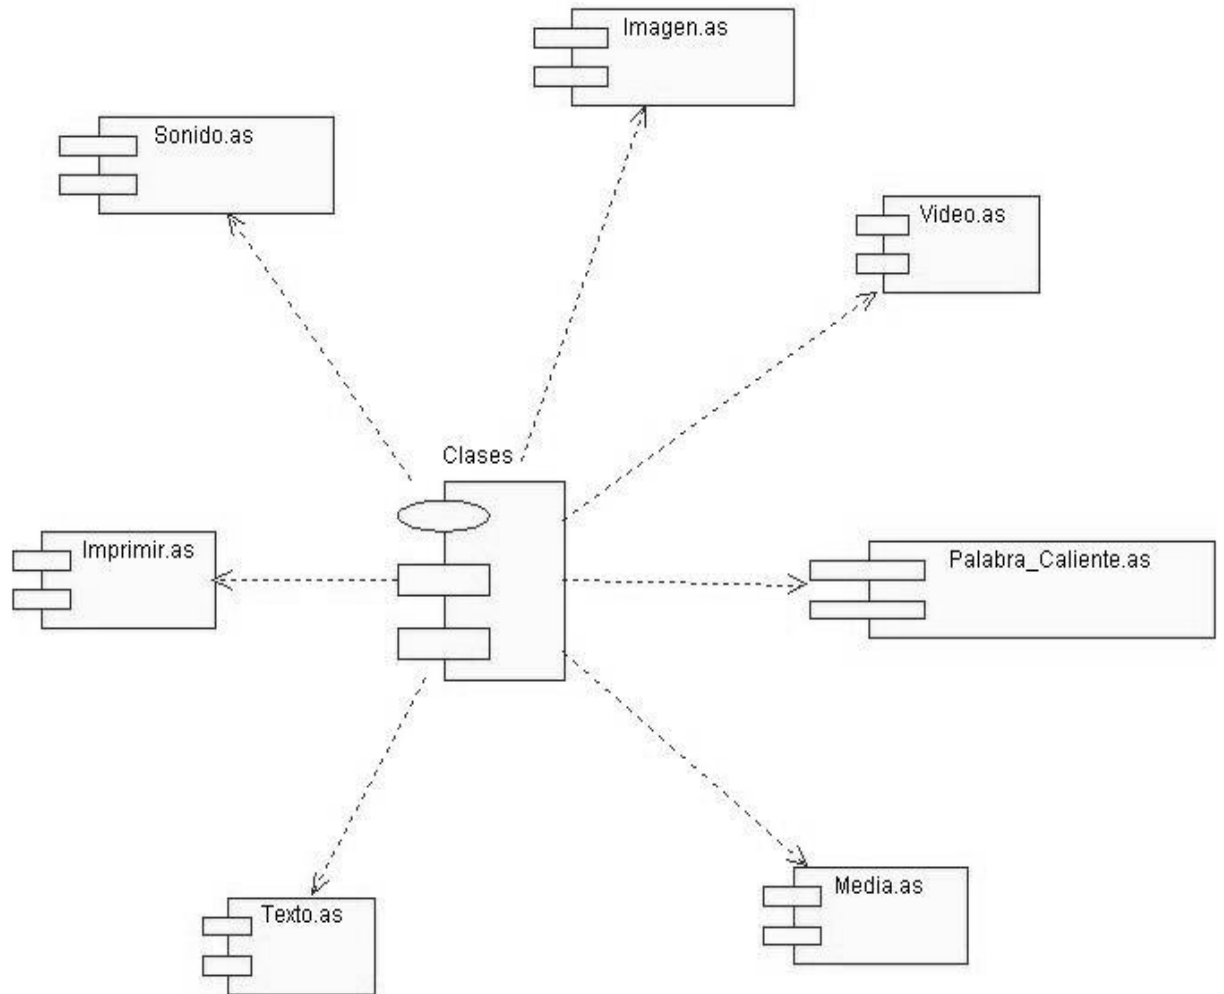 Imagen.as
Sonido.as
Video.as
Clases
Imprimir.as
Palabra_Caliente.as
Media.as
Texto.as